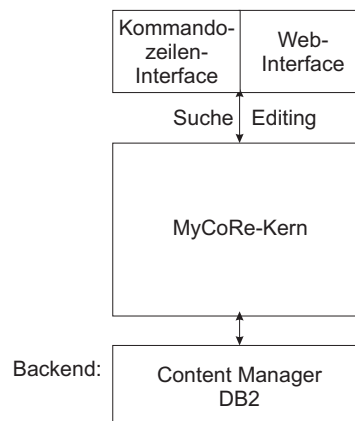 Kommando-
zeilen-
Interface
Web-
Interface
Suche
Editing
MyCoRe-Kern
Backend:
Content Manager
DB2